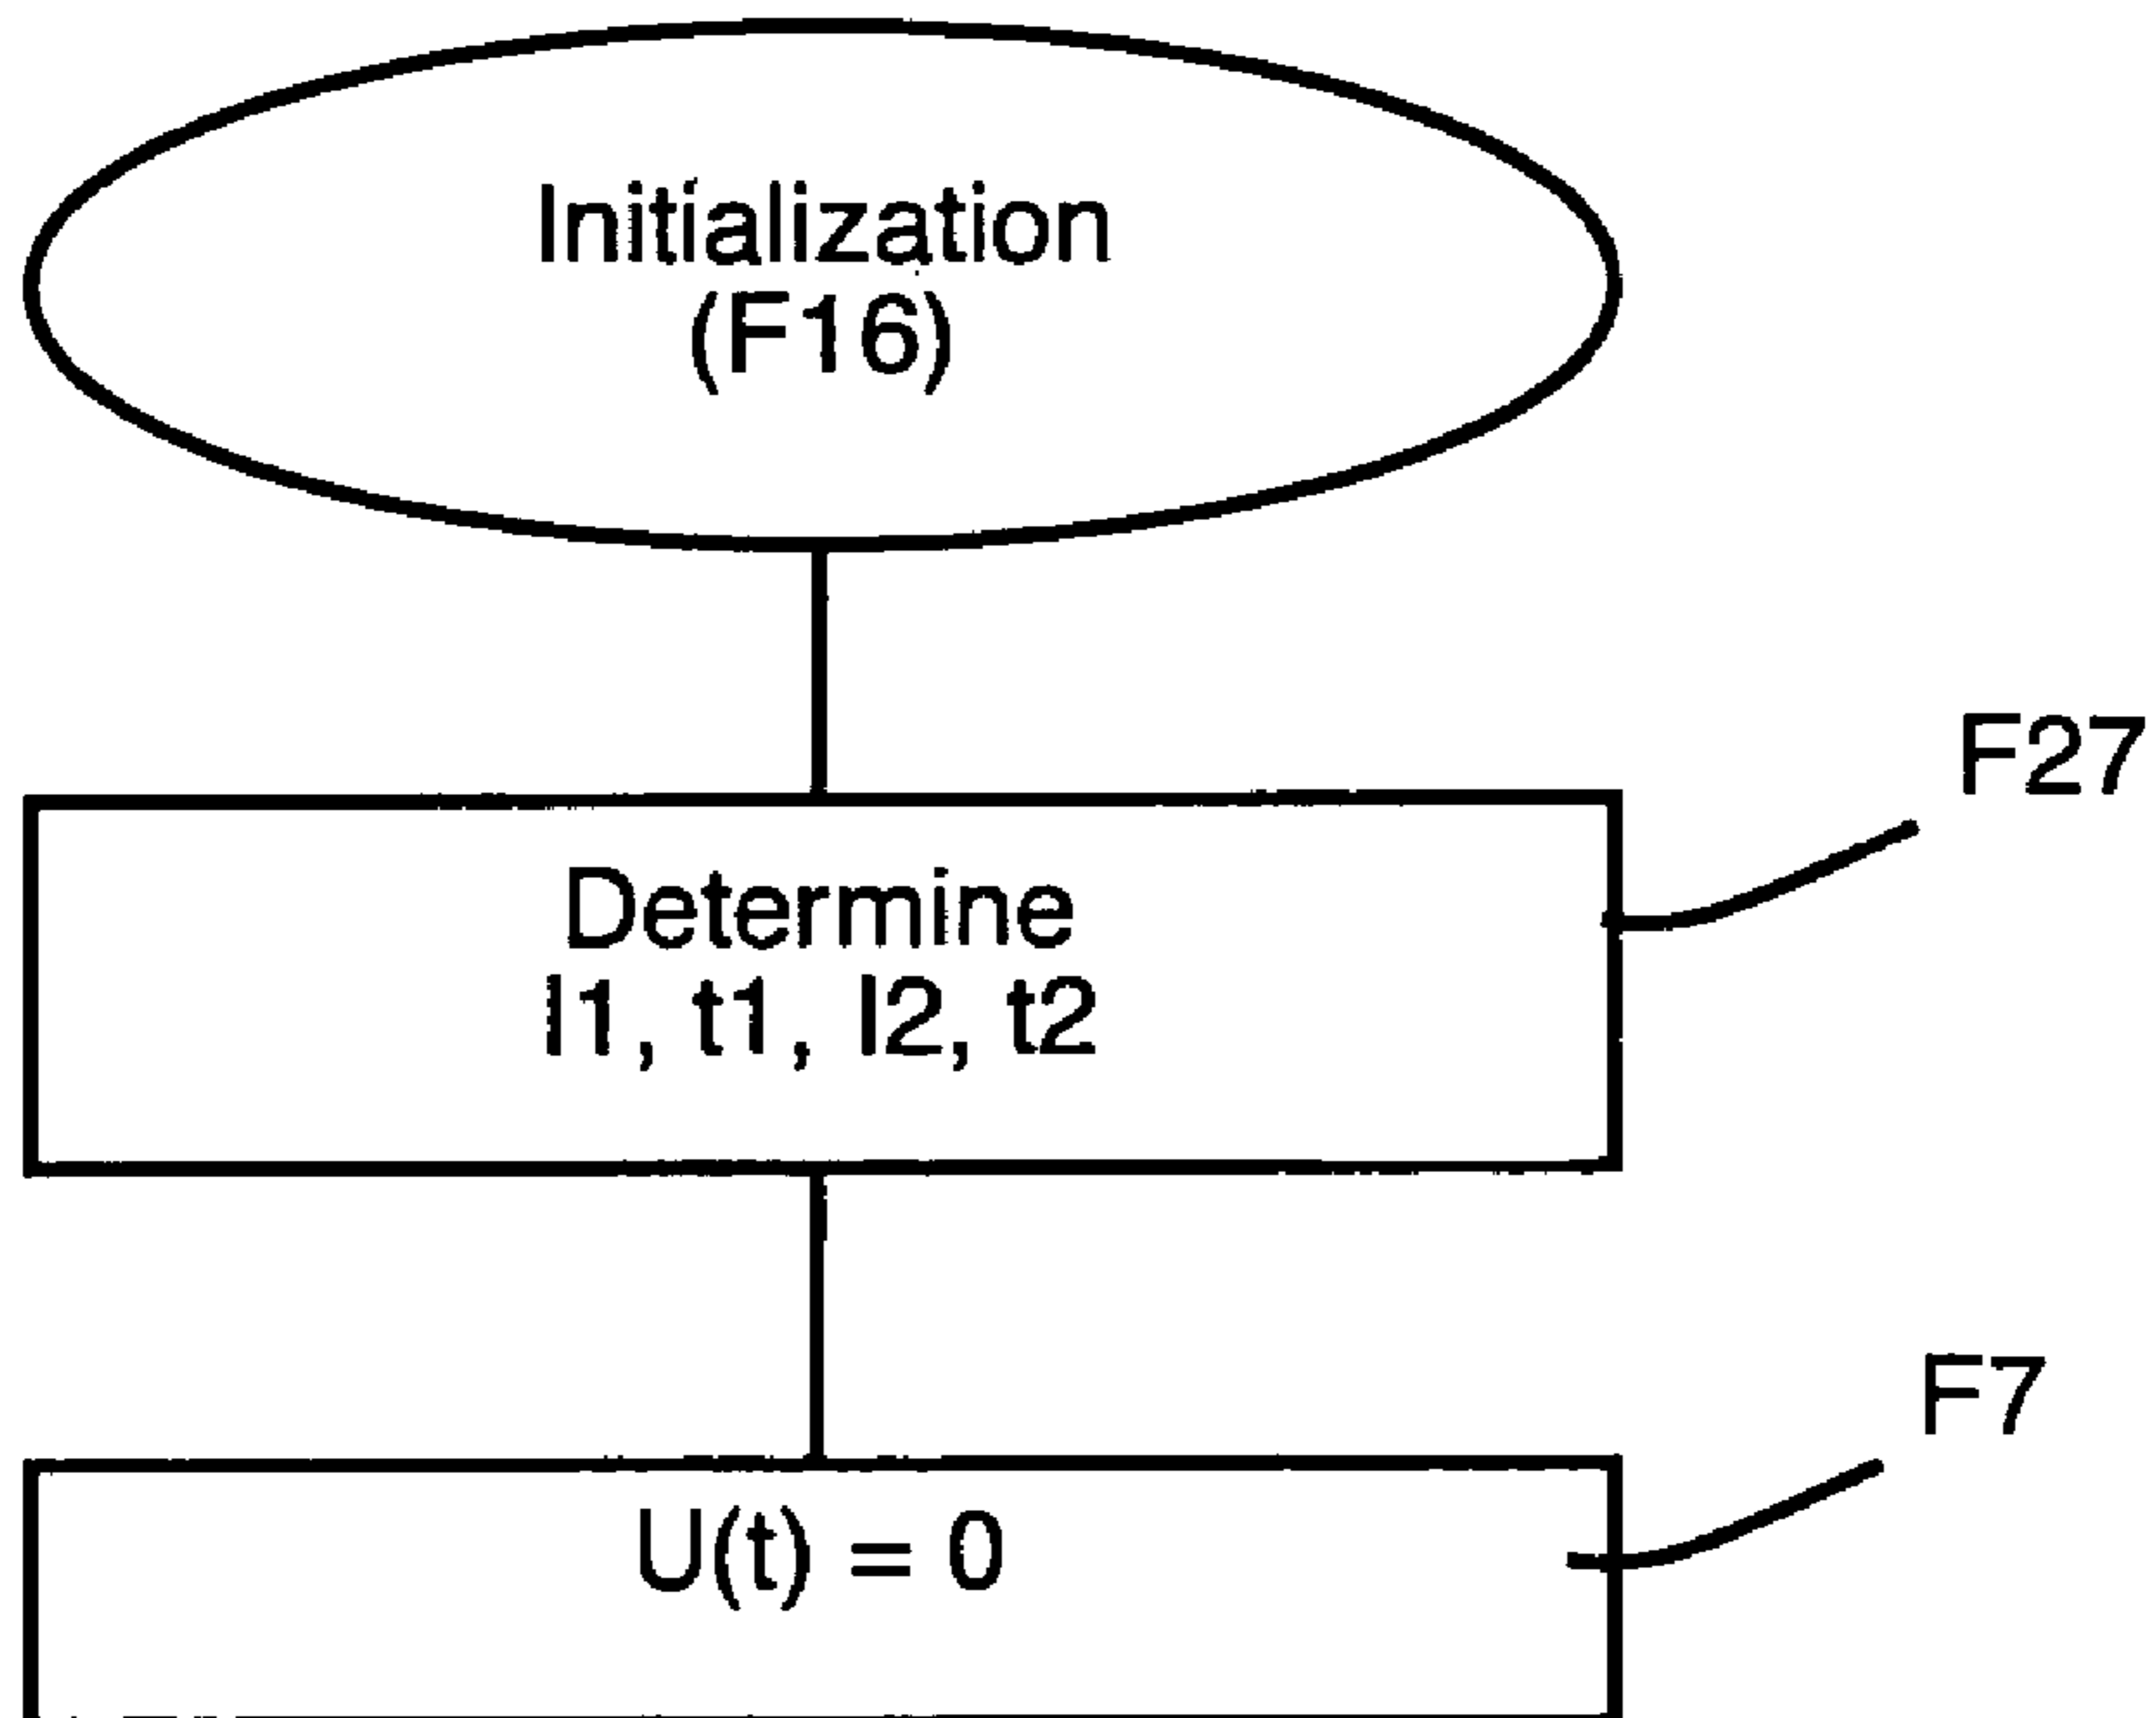 Initialization
(F16)
F27
Determine
I1, t1, I2, t2
F7
U(t) = 0